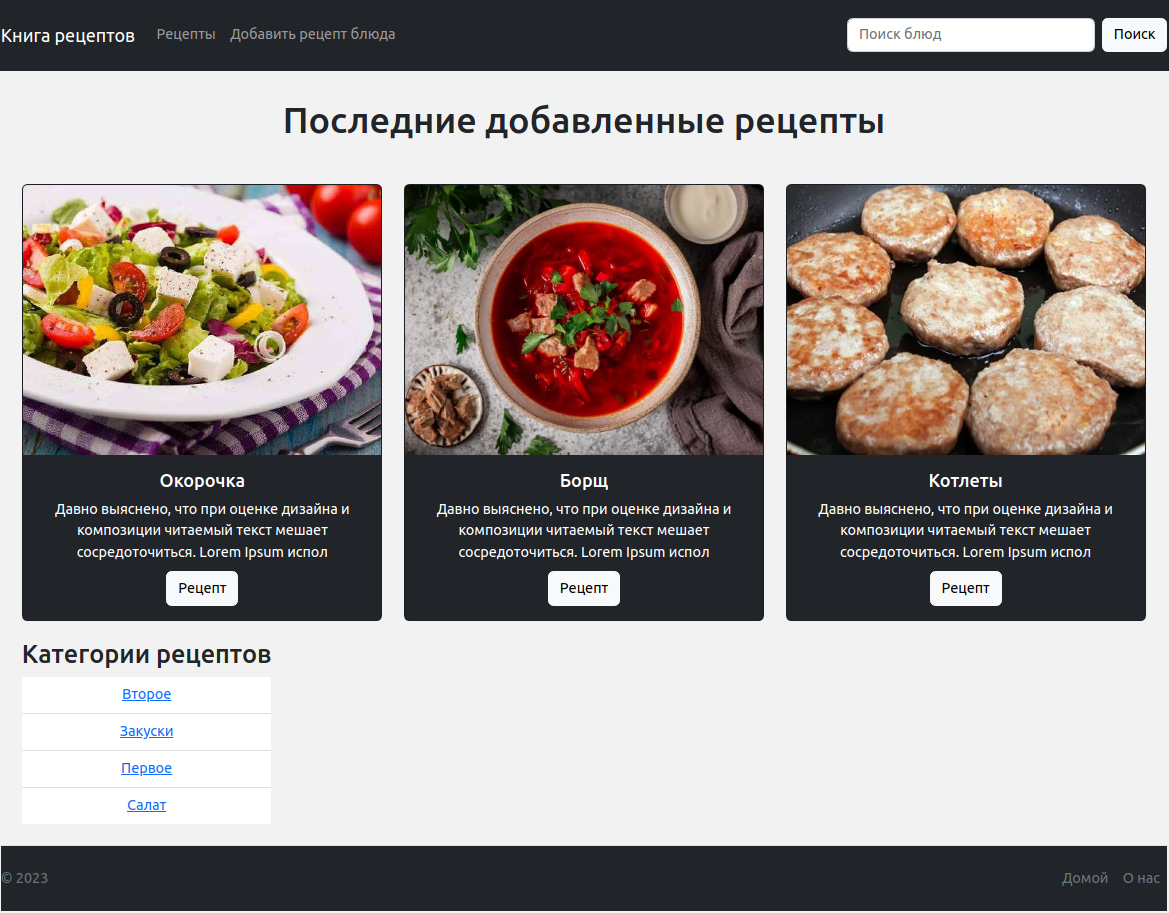 Книга рецептов
Рецепты
Добавить рецепт блюда
Поиск блюд
Поиск
Последние добавленные рецепты
Окорочка
Давно выяснено, что при оценке дизайна и
композиции читаемый текст мешает
сосредоточиться. Lorem Ipsum испол
Рецепт
Борщ
Давно выяснено, что при оценке дизайна и
композиции читаемый текст мешает
сосредоточиться. Lorem Ipsum испол
Рецепт
Котлеты
Давно выяснено, что при оценке дизайна и
композиции читаемый текст мешает
сосредоточиться. Lorem Ipsum испол
Рецепт
Категории рецептов
Второе
Закуски
Первое
Салат
© 2023
Домой
О нас